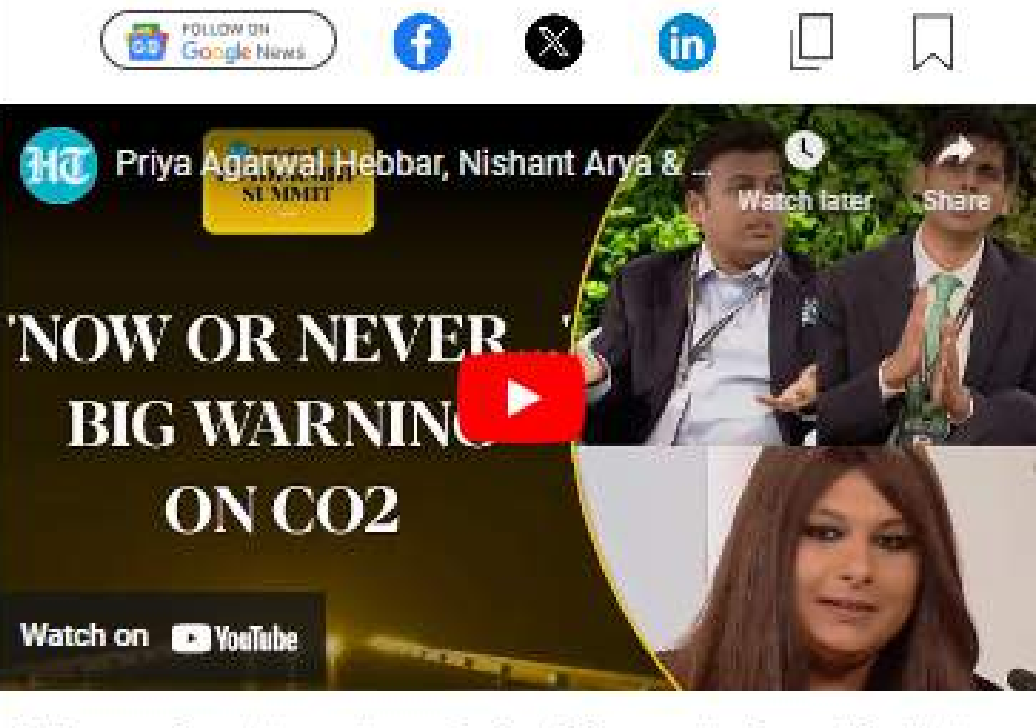 FOLLOW ON
Google News
HT Priya Agarwal Hebbar, Nishant Arya & ...
SUMMIT
Watch later
Share
'NOW OR NEVER...'
BIG WARNING
ON CO2
Watch on YouTube